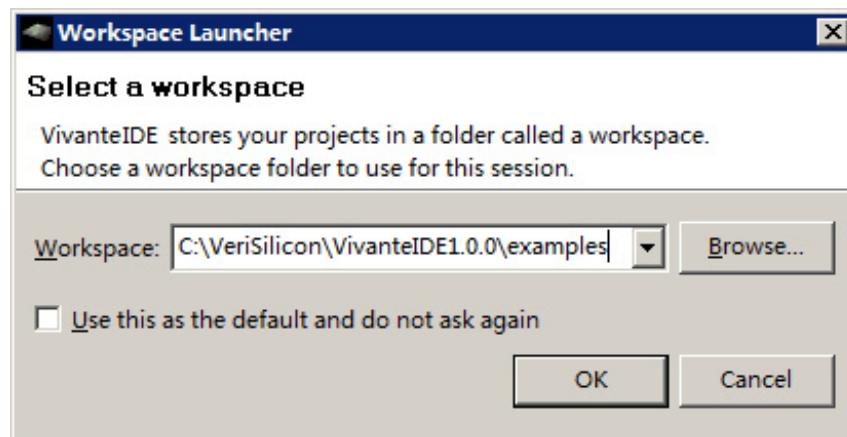 Workspace Launcher
Select a workspace
VivanteIDE stores your projects in a folder called a workspace.
Choose a workspace folder to use for this session.
Workspace: C:\VeriSilicon\VivanteIDE1.0.0\examples Browse...
Use this as the default and do not ask again
OK Cancel